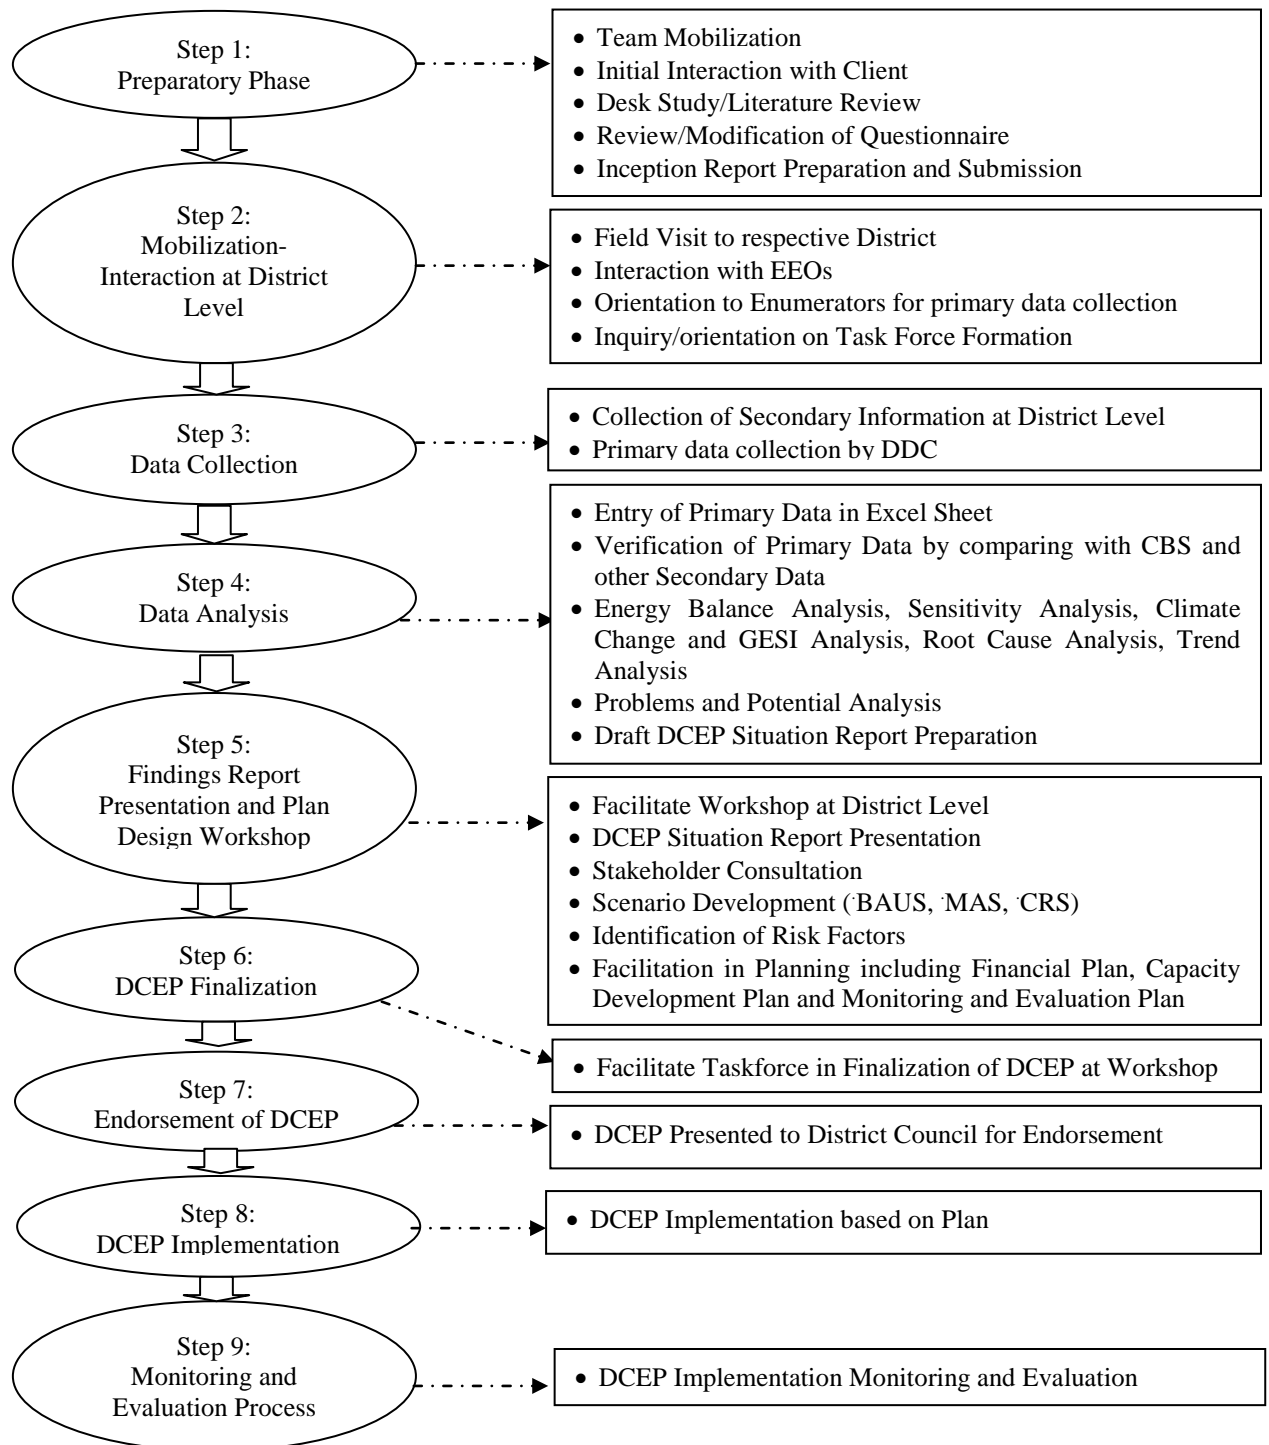 Step 1:
Preparatory Phase
• Team Mobilization
• Initial Interaction with Client
• Desk Study/Literature Review
• Review/Modification of Questionnaire
• Inception Report Preparation and Submission
Step 2:
Mobilization-
Interaction at District
Level
• Field Visit to respective District
• Interaction with EEOs
• Orientation to Enumerators for primary data collection
• Inquiry/orientation on Task Force Formation
Step 3:
Data Collection
• Collection of Secondary Information at District Level
• Primary data collection by DDC
Step 4:
Data Analysis
• Entry of Primary Data in Excel Sheet
• Verification of Primary Data by comparing with CBS and
other Secondary Data
• Energy Balance Analysis, Sensitivity Analysis, Climate
Change and GESI Analysis, Root Cause Analysis, Trend
Analysis
• Problems and Potential Analysis
• Draft DCEP Situation Report Preparation
Step 5:
Findings Report
Presentation and Plan
Design Workshop
• Facilitate Workshop at District Level
• DCEP Situation Report Presentation
• Stakeholder Consultation
• Scenario Development (BAUS, MAS, CRS)
• Identification of Risk Factors
• Facilitation in Planning including Financial Plan, Capacity
Development Plan and Monitoring and Evaluation Plan
Step 6:
DCEP Finalization
• Facilitate Taskforce in Finalization of DCEP at Workshop
Step 7:
Endorsement of DCEP
• DCEP Presented to District Council for Endorsement
Step 8:
DCEP Implementation
• DCEP Implementation based on Plan
Step 9:
Monitoring and
Evaluation Process
• DCEP Implementation Monitoring and Evaluation